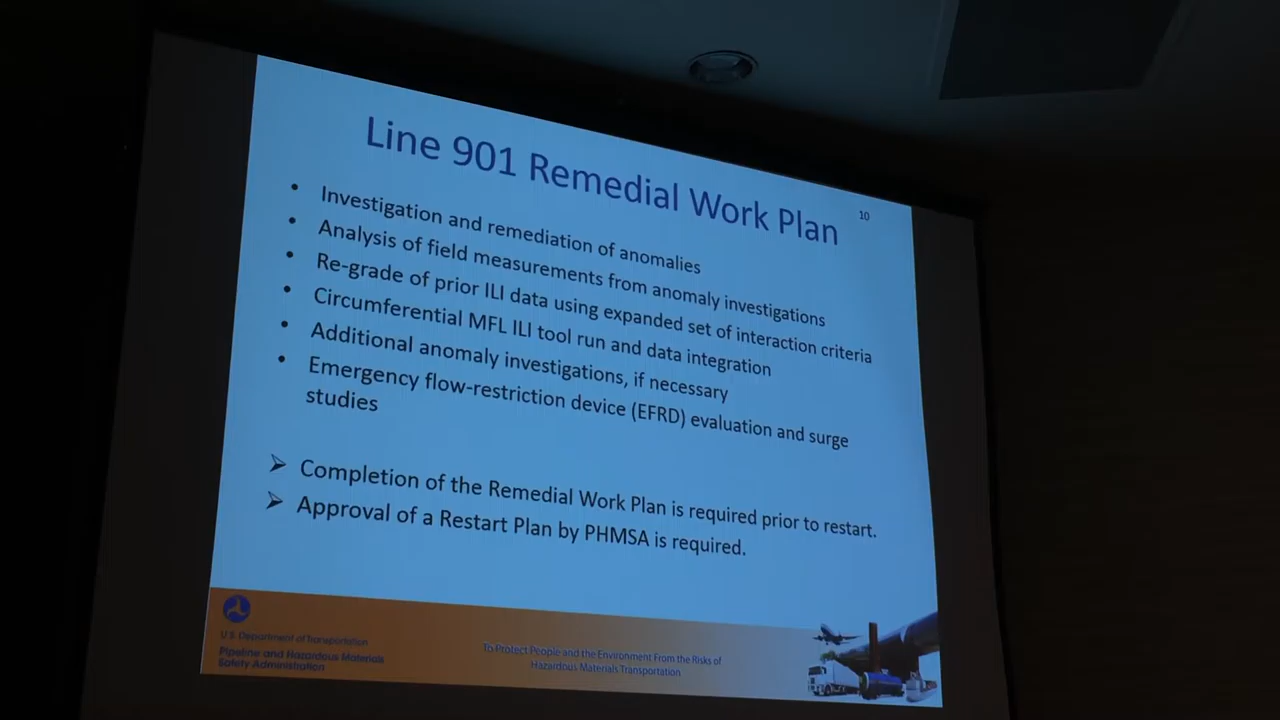 Line 901 Remedial Work Plan
10
• Investigation and remediation of anomalies
• Analysis of field measurements from anomaly investigations
• Re-grade of prior ILI data using expanded set of interaction criteria
• Circumferential MFL ILI tool run and data integration
• Additional anomaly investigations, if necessary
• Emergency flow-restriction device (EFRD) evaluation and surge
studies
➢ Completion of the Remedial Work Plan is required prior to restart.
➢ Approval of a Restart Plan by PHMSA is required.
U.S. Department of Transportation
Pipeline and Hazardous Materials
Safety Administration
To Protect People and the Environment From the Risks of
Hazardous Materials Transportation